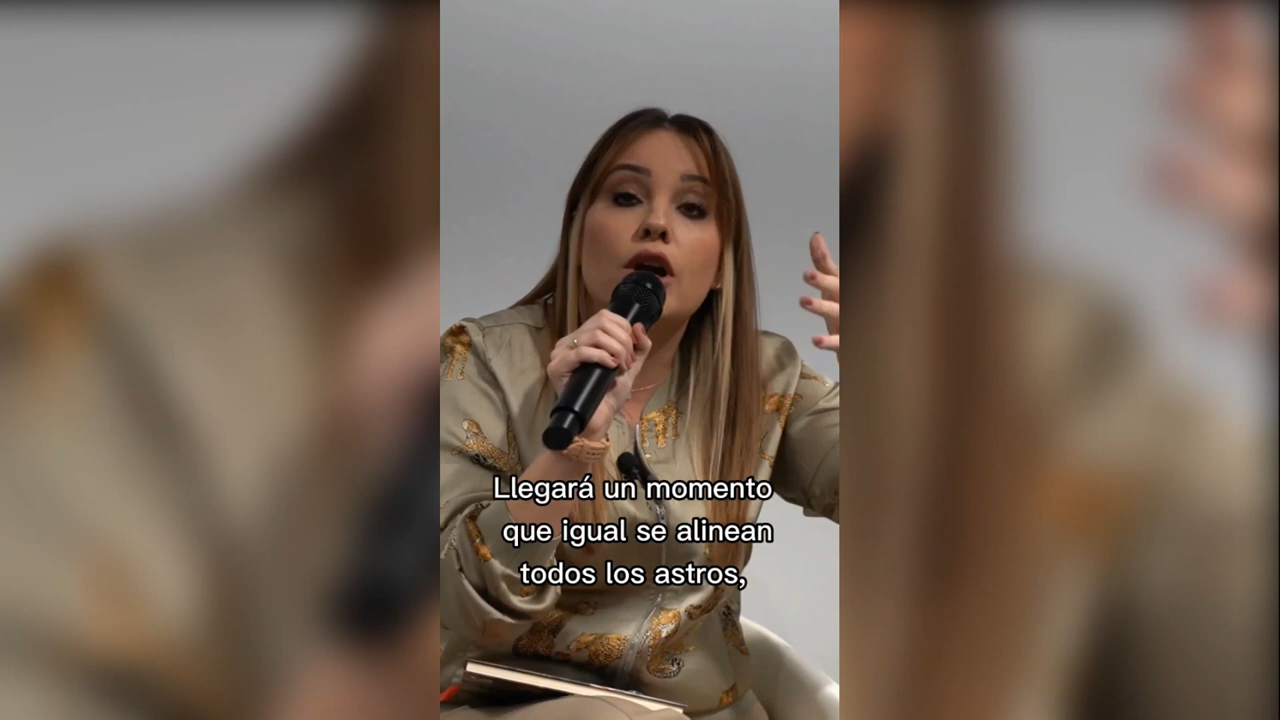 Llegará un momento
que igual se alinean
todos los astros,